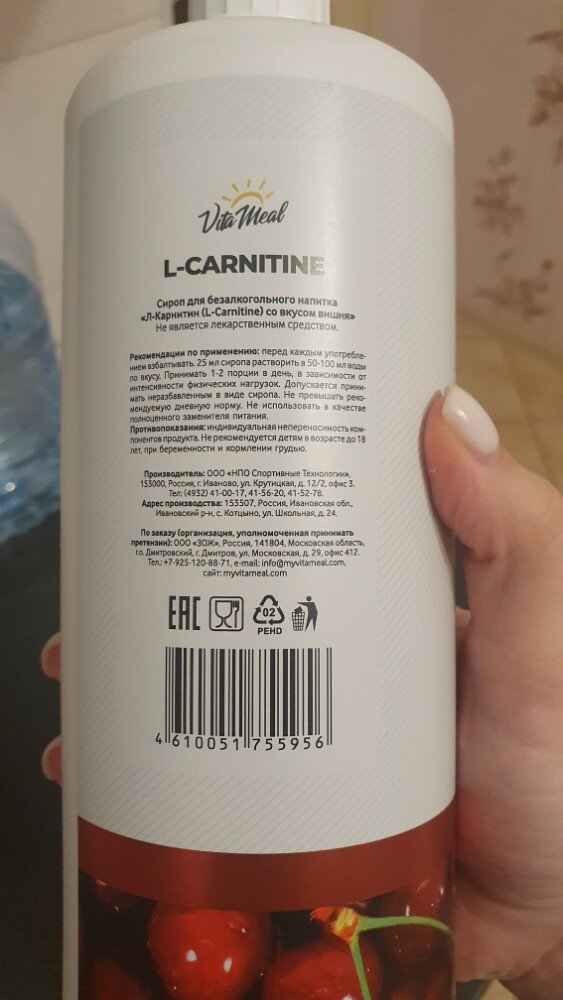 Vita Meal
L-CARNITINE
Сироп для безалкогольного напитка
«Л-Карнитин (L-Carnitine) со вкусом вишня»
Не является лекарственным средством.
Рекомендации по применению: перед каждым употребле-
нием взбалтывать. 25 мл сиропа растворить в 50-100 мл воды
по вкусу. Принимать 1-2 порции в день, в зависимости от
интенсивности физических нагрузок. Допускается прини-
мать неразбавленным в виде сиропа. Не превышать реко-
мендуемую дневную норму. Не использовать в качестве
полноценного заменителя питания.
Противопоказания: индивидуальная непереносимость ком-
понентов продукта. Не рекомендуется детям в возрасте до 18
лет, при беременности и кормлении грудью.
Производитель: ООО «НПО Спортивные Технологии»,
153000, Россия, г. Иваново, ул. Крутицкая, д. 12/2, офис 3.
Тел: (4932) 41-00-17, 41-56-20, 41-52-78.
Адрес производства: 153507, Россия, Ивановская обл.,
Ивановский р-н, с. Котцыно, ул. Школьная, д. 24.
По заказу (организация, уполномоченная принимать
претензии): ООО «ЗОЖ», Россия, 141804, Московская область,
г.о. Дмитровский, г. Дмитров, ул. Московская, д. 29, офис 412.
Тел.: +7-925-120-88-71, e-mail: info@myvitameal.com,
сайт: myvitameal.com
EAC
02
PEHD
4 610051 755956